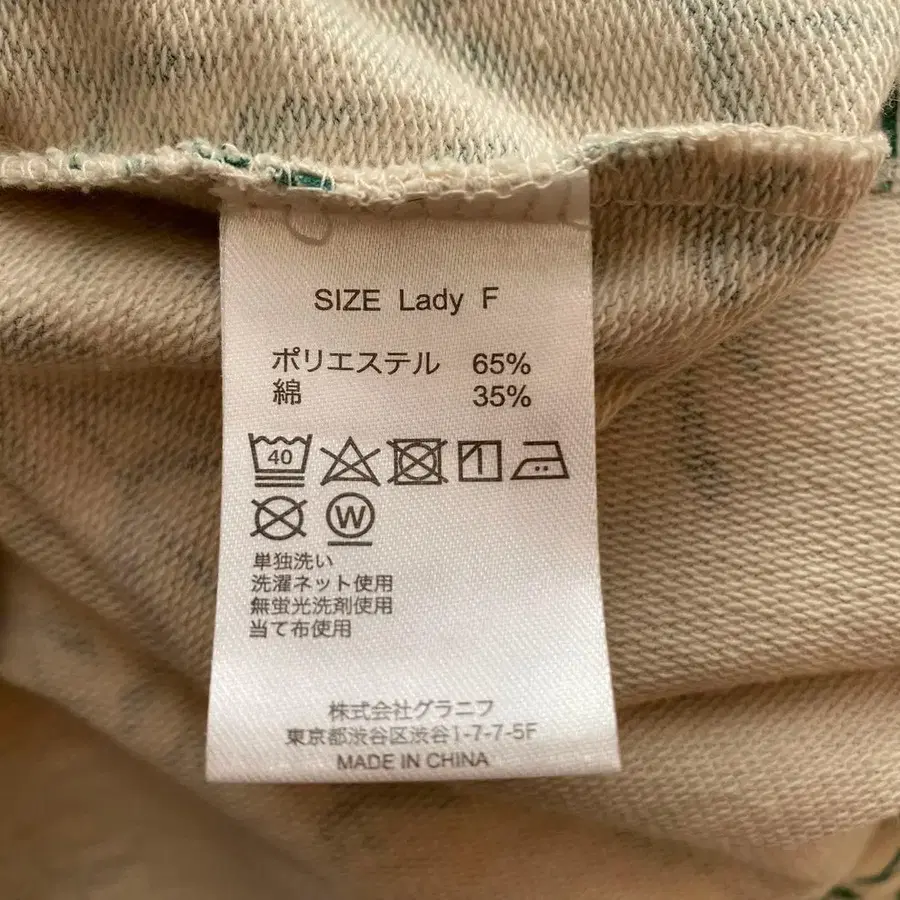 SIZE Lady F
ポリエステル 65%
綿 35%
40
W
単独洗い
洗濯ネット使用
無蛍光洗剤使用
当て布使用
株式会社グラニフ
東京都渋谷区渋谷1-7-7-5F
MADE IN CHINA